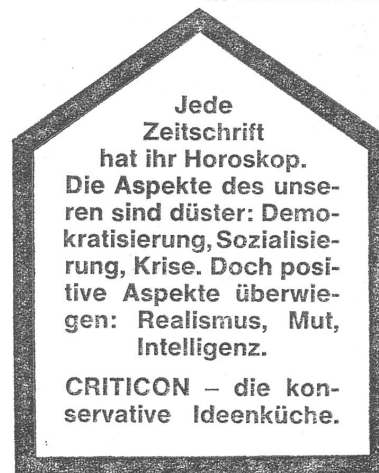 Jede
Zeitschrift
hat ihr Horoskop.
Die Aspekte des unse-
ren sind düster: Demo-
kratisierung, Sozialisie-
rung, Krise. Doch posi-
tive Aspekte überwie-
gen: Realismus, Mut,
Intelligenz.
CRITICON – die kon-
servative Ideenküche.